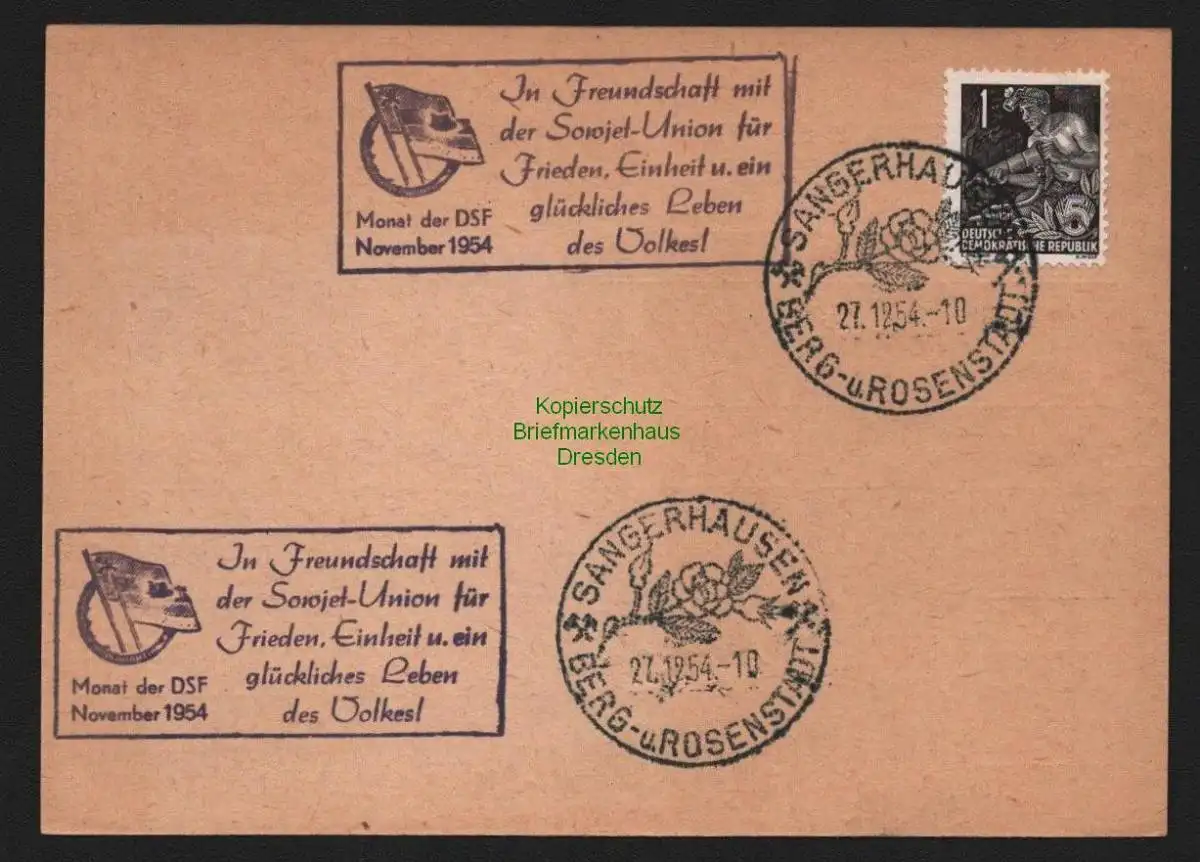 In Freundschaft mit
der Sowjet-Union für
Frieden, Einheit u. ein
glückliches Leben
des Volkes!
Monat der DSF
November 1954
1
5
DEUTSCHE
DEMOKRATISCHE REPUBLIK
SANGERHAU
27.12.54.-10
BERG- u. ROSENSTADT
Kopierschutz
Briefmarkenhaus
Dresden
In Freundschaft mit
der Sowjet-Union für
Frieden, Einheit u. ein
glückliches Leben
des Volkes!
Monat der DSF
November 1954
SANGERHAUSEN
27.12.54.-10
BERG- u. ROSENSTADT